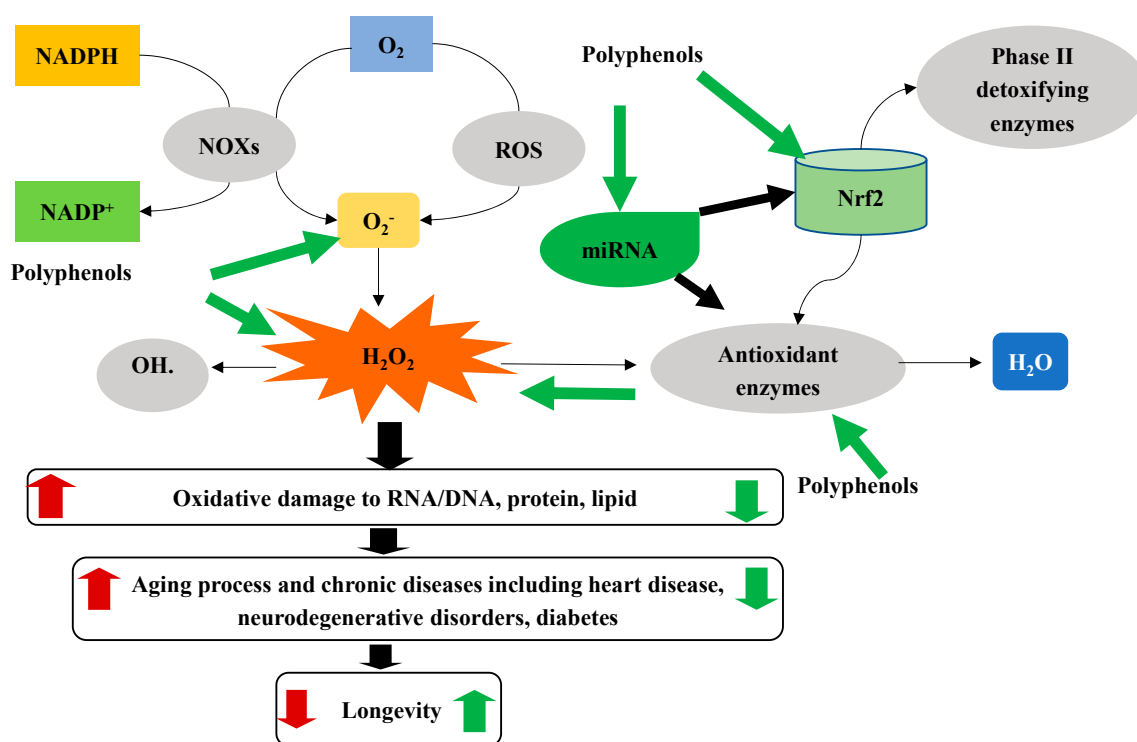 NADPH
O₂
Polyphenols
Phase II
detoxifying
enzymes
NOXs
ROS
NADP⁺
O₂⁻
Nrf2
miRNA
Polyphenols
OH.
H₂O₂
Antioxidant
enzymes
H₂O
Polyphenols
Oxidative damage to RNA/DNA, protein, lipid
Aging process and chronic diseases including heart disease,
neurodegenerative disorders, diabetes
Longevity